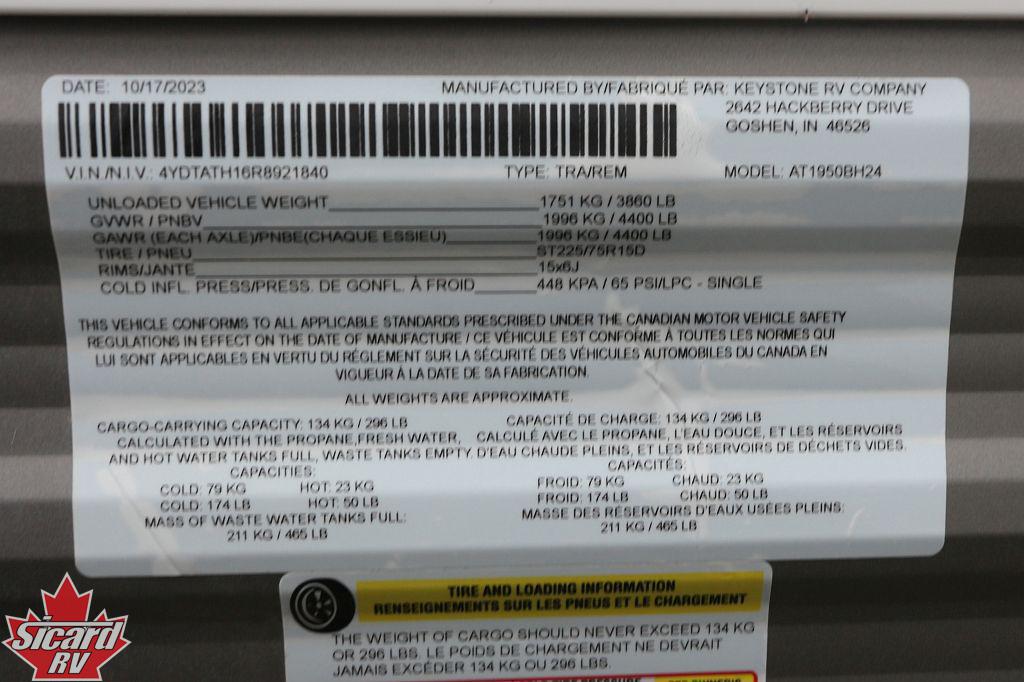 DATE: 10/17/2023 MANUFACTURED BY/FABRIQUÉ PAR: KEYSTONE RV COMPANY
2642 HACKBERRY DRIVE
GOSHEN, IN 46526
V.I.N./N.I.V.: 4YDTATH16R8921840 TYPE: TRA/REM MODEL: AT1950BH24
UNLOADED VEHICLE WEIGHT 1751 KG / 3860 LB
GVWR / PNBV 1996 KG / 4400 LB
GAWR (EACH AXLE)/PNBE(CHAQUE ESSIEU) 1996 KG / 4400 LB
TIRE / PNEU ST225/75R15D
RIMS/JANTE 15x6J
COLD INFL. PRESS/PRESS. DE GONFL. À FROID 448 KPA / 65 PSI/LPC - SINGLE
THIS VEHICLE CONFORMS TO ALL APPLICABLE STANDARDS PRESCRIBED UNDER THE CANADIAN MOTOR VEHICLE SAFETY
REGULATIONS IN EFFECT ON THE DATE OF MANUFACTURE / CE VÉHICULE EST CONFORME À TOUTES LES NORMES QUI
LUI SONT APPLICABLES EN VERTU DU RÉGLEMENT SUR LA SÉCURITÉ DES VÉHICULES AUTOMOBILES DU CANADA EN
VIGUEUR À LA DATE DE SA FABRICATION.
ALL WEIGHTS ARE APPROXIMATE.
CARGO-CARRYING CAPACITY: 134 KG / 296 LB
CALCULATED WITH THE PROPANE,FRESH WATER,
AND HOT WATER TANKS FULL, WASTE TANKS EMPTY.
CAPACITIES:
COLD: 79 KG HOT: 23 KG
COLD: 174 LB HOT: 50 LB
MASS OF WASTE WATER TANKS FULL:
211 KG / 465 LB
CAPACITÉ DE CHARGE: 134 KG / 296 LB
CALCULÉ AVEC LE PROPANE, L'EAU DOUCE, ET LES RÉSERVOIRS
D'EAU CHAUDE PLEINS, ET LES RÉSERVOIRS DE DÉCHETS VIDES.
CAPACITÉS:
FROID: 79 KG CHAUD: 23 KG
FROID: 174 LB CHAUD: 50 LB
MASSE DES RÉSERVOIRS D'EAUX USÉES PLEINS:
211 KG / 465 LB
TIRE AND LOADING INFORMATION
RENSEIGNEMENTS SUR LES PNEUS ET LE CHARGEMENT
THE WEIGHT OF CARGO SHOULD NEVER EXCEED 134 KG
OR 296 LBS. LE POIDS DE CHARGEMENT NE DEVRAIT
JAMAIS EXCÉDER 134 KG OU 296 LBS.
Sicard
RV